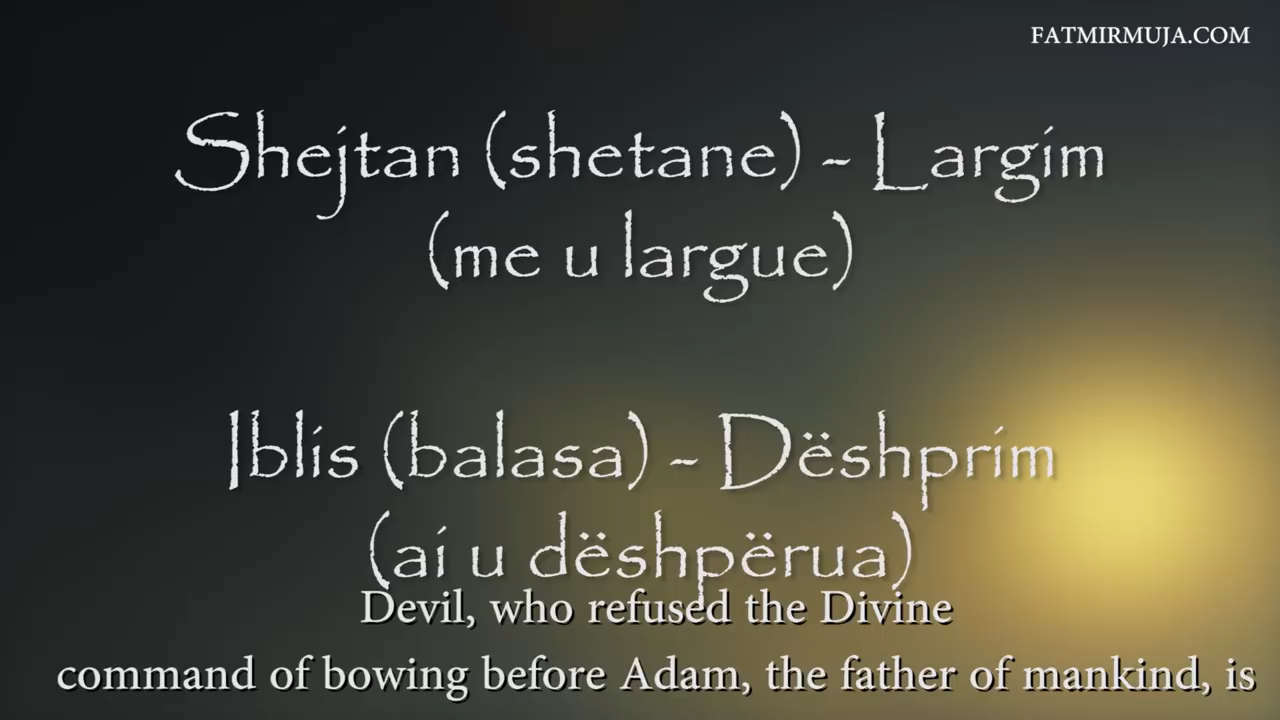 FATMIRMUJA.COM
Shejtan (shetane) - Largim
(me u largue)
Iblis (balasa) - Dëshprim
(ai u dëshpërua)
Devil, who refused the Divine
command of bowing before Adam, the father of mankind, is